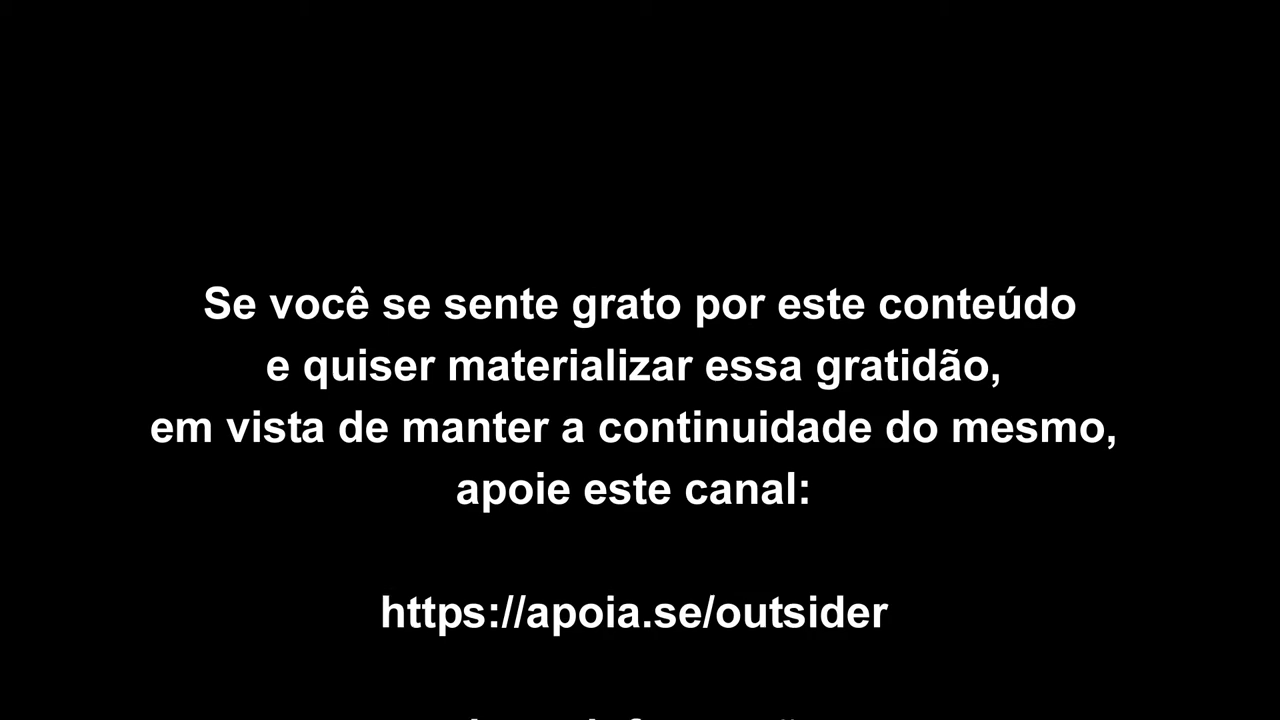 Se você se sente grato por este conteúdo
e quiser materializar essa gratidão,
em vista de manter a continuidade do mesmo,
apoie este canal:
https://apoia.se/outsider